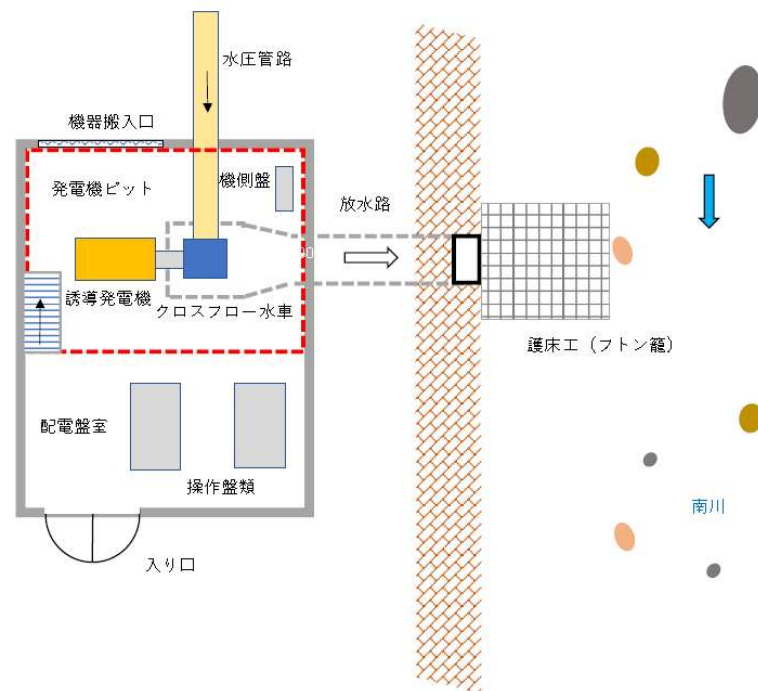 水圧管路
機器搬入口
発電機ピット
機側盤
放水路
誘導発電機
クロスフロー水車
護床工（フトン籠）
配電盤室
操作盤類
南川
入り口